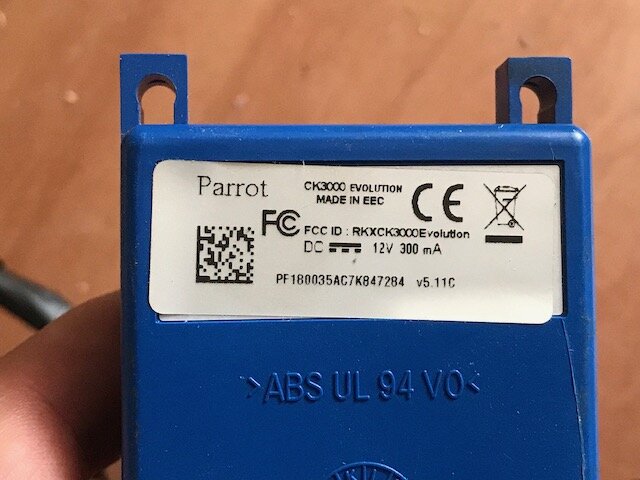 Parrot
CK3000 EVOLUTION
MADE IN EEC
CE
FC
FCC ID : RKXCK3000Evolution
DC 12V 300 mA
PF180035AC7K847284 v5.11C
>ABS UL 94 VO<